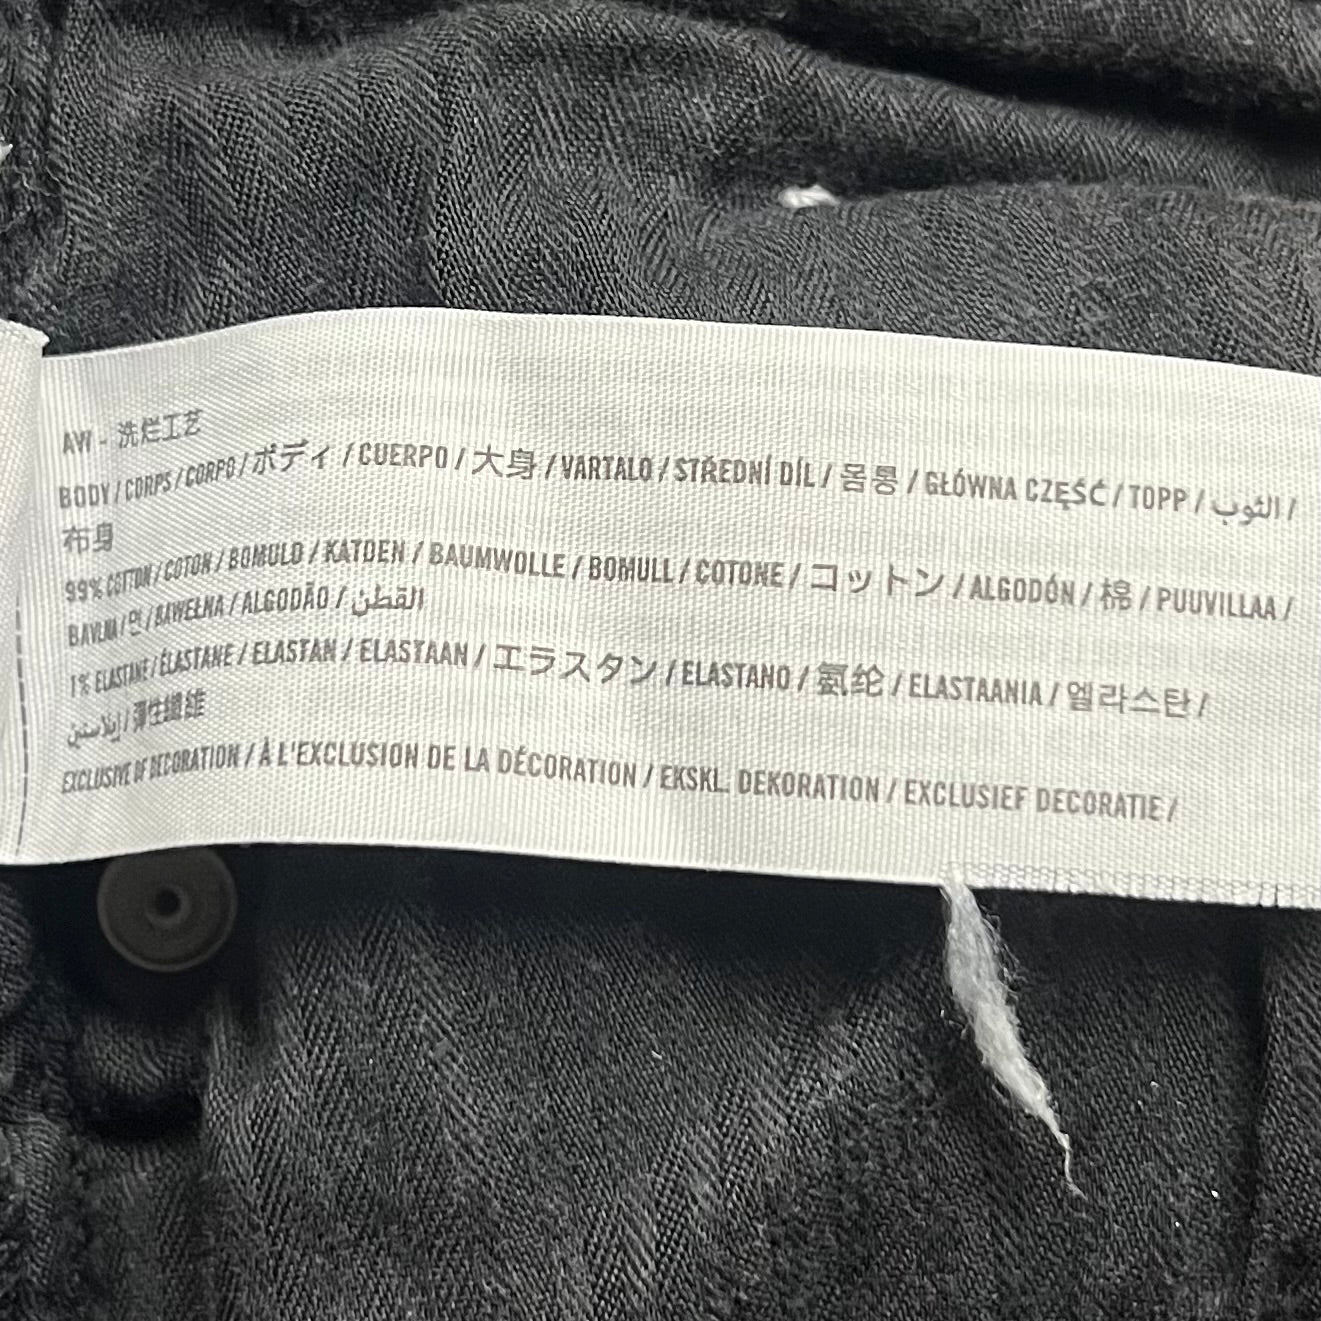 AW - 洗烂工艺
BODY / CORPS / CORPO / ボディ / CUERPO / 大身 / VARTALO / STŘEDNÍ DÍL / 몸통 / GŁÓWNA CZĘŚĆ / TOPP / الثوب /
布身
99% COTTON / COTON / BOMULD / KATOEN / BAUMWOLLE / BOMULL / COTONE / コットン / ALGODÓN / 棉 / PUUVILLAA /
BAVLNA / 면 / BAWEŁNA / ALGODÃO / القطن
1% ELASTANE / ÉLASTANE / ELASTAN / ELASTAAN / エラスタン / ELASTANO / 氨纶 / ELASTAANIA / 엘라스탄 /
إيلاستين / 彈性纖維
EXCLUSIVE OF DECORATION / À L'EXCLUSION DE LA DÉCORATION / EKSKL. DEKORATION / EXCLUSIEF DECORATIE /